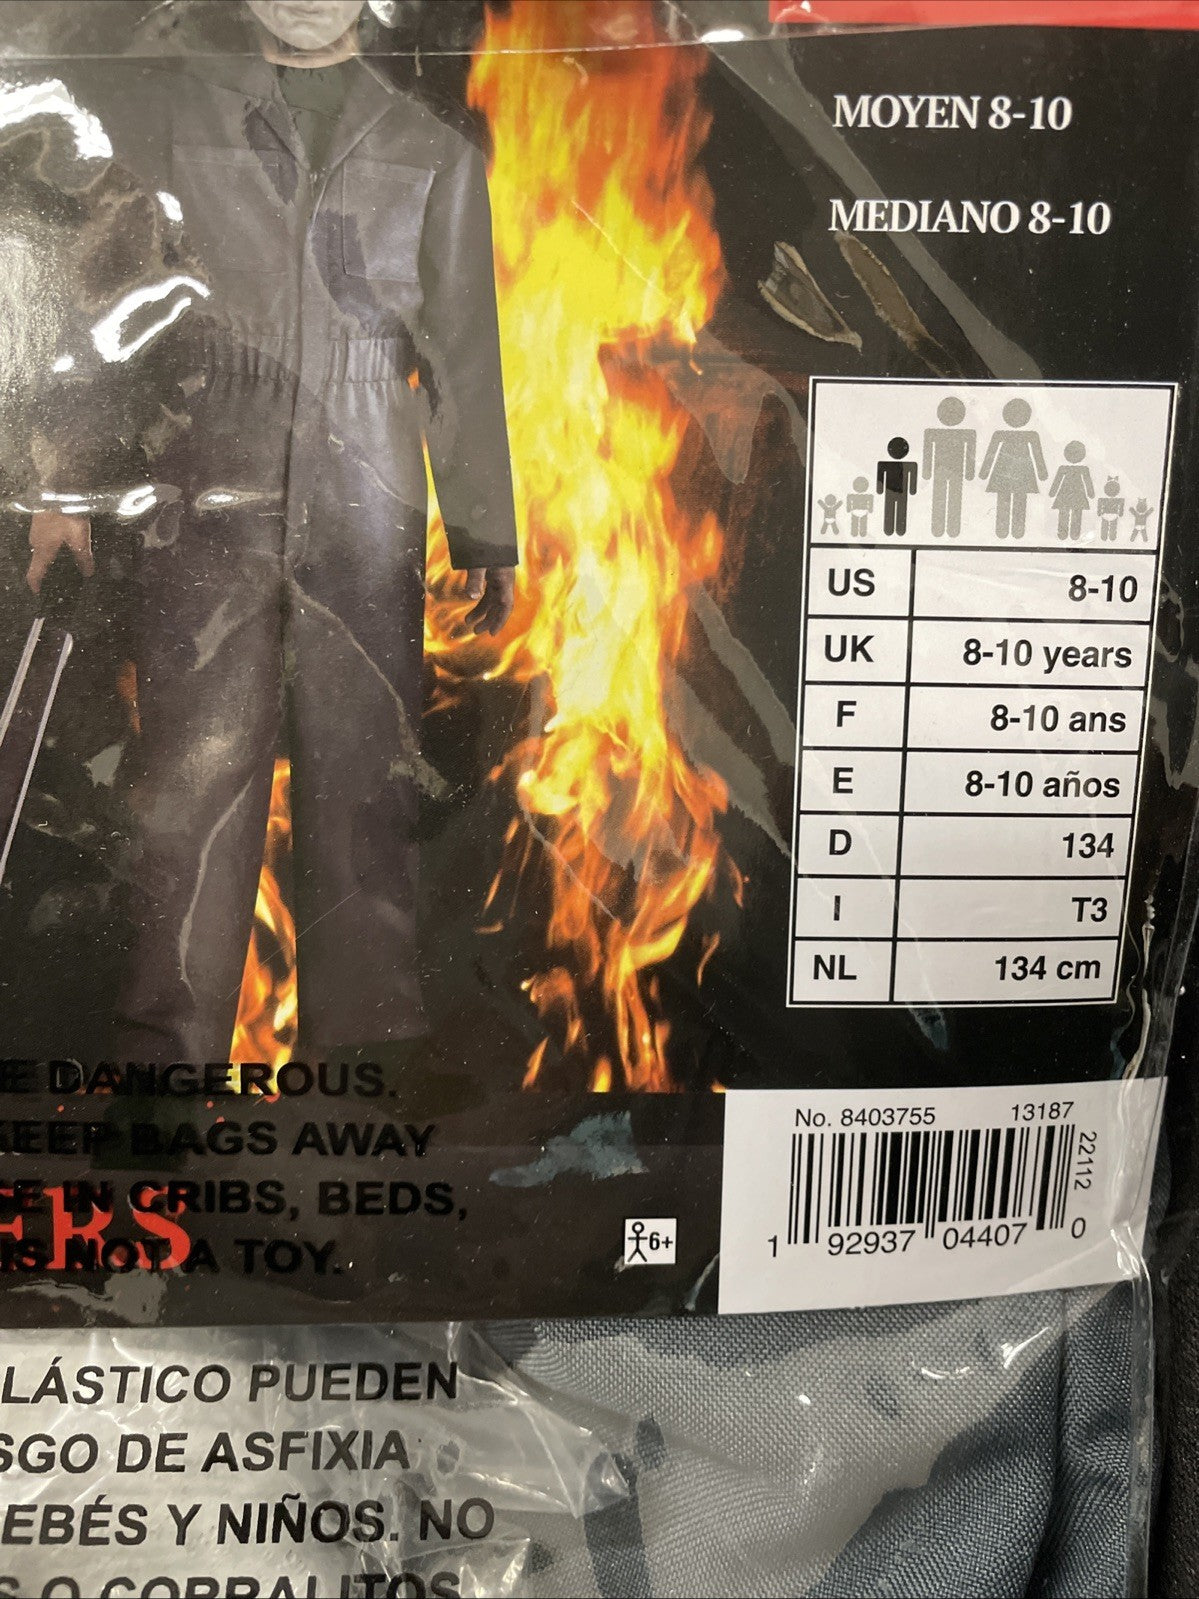 MOYEN 8-10
MEDIANO 8-10
US 8-10
UK 8-10 years
F 8-10 ans
E 8-10 años
D 134
I T3
NL 134 cm
E DANGEROUS.
KEEP BAGS AWAY
IN CRIBS, BEDS,
IS NOT A TOY.
ERS
6+
No. 8403755 13187
22112
1 92937 04407 0
LÁSTICO PUEDEN
SGO DE ASFIXIA
EBÉS Y NIÑOS. NO
S O CORRALITOS